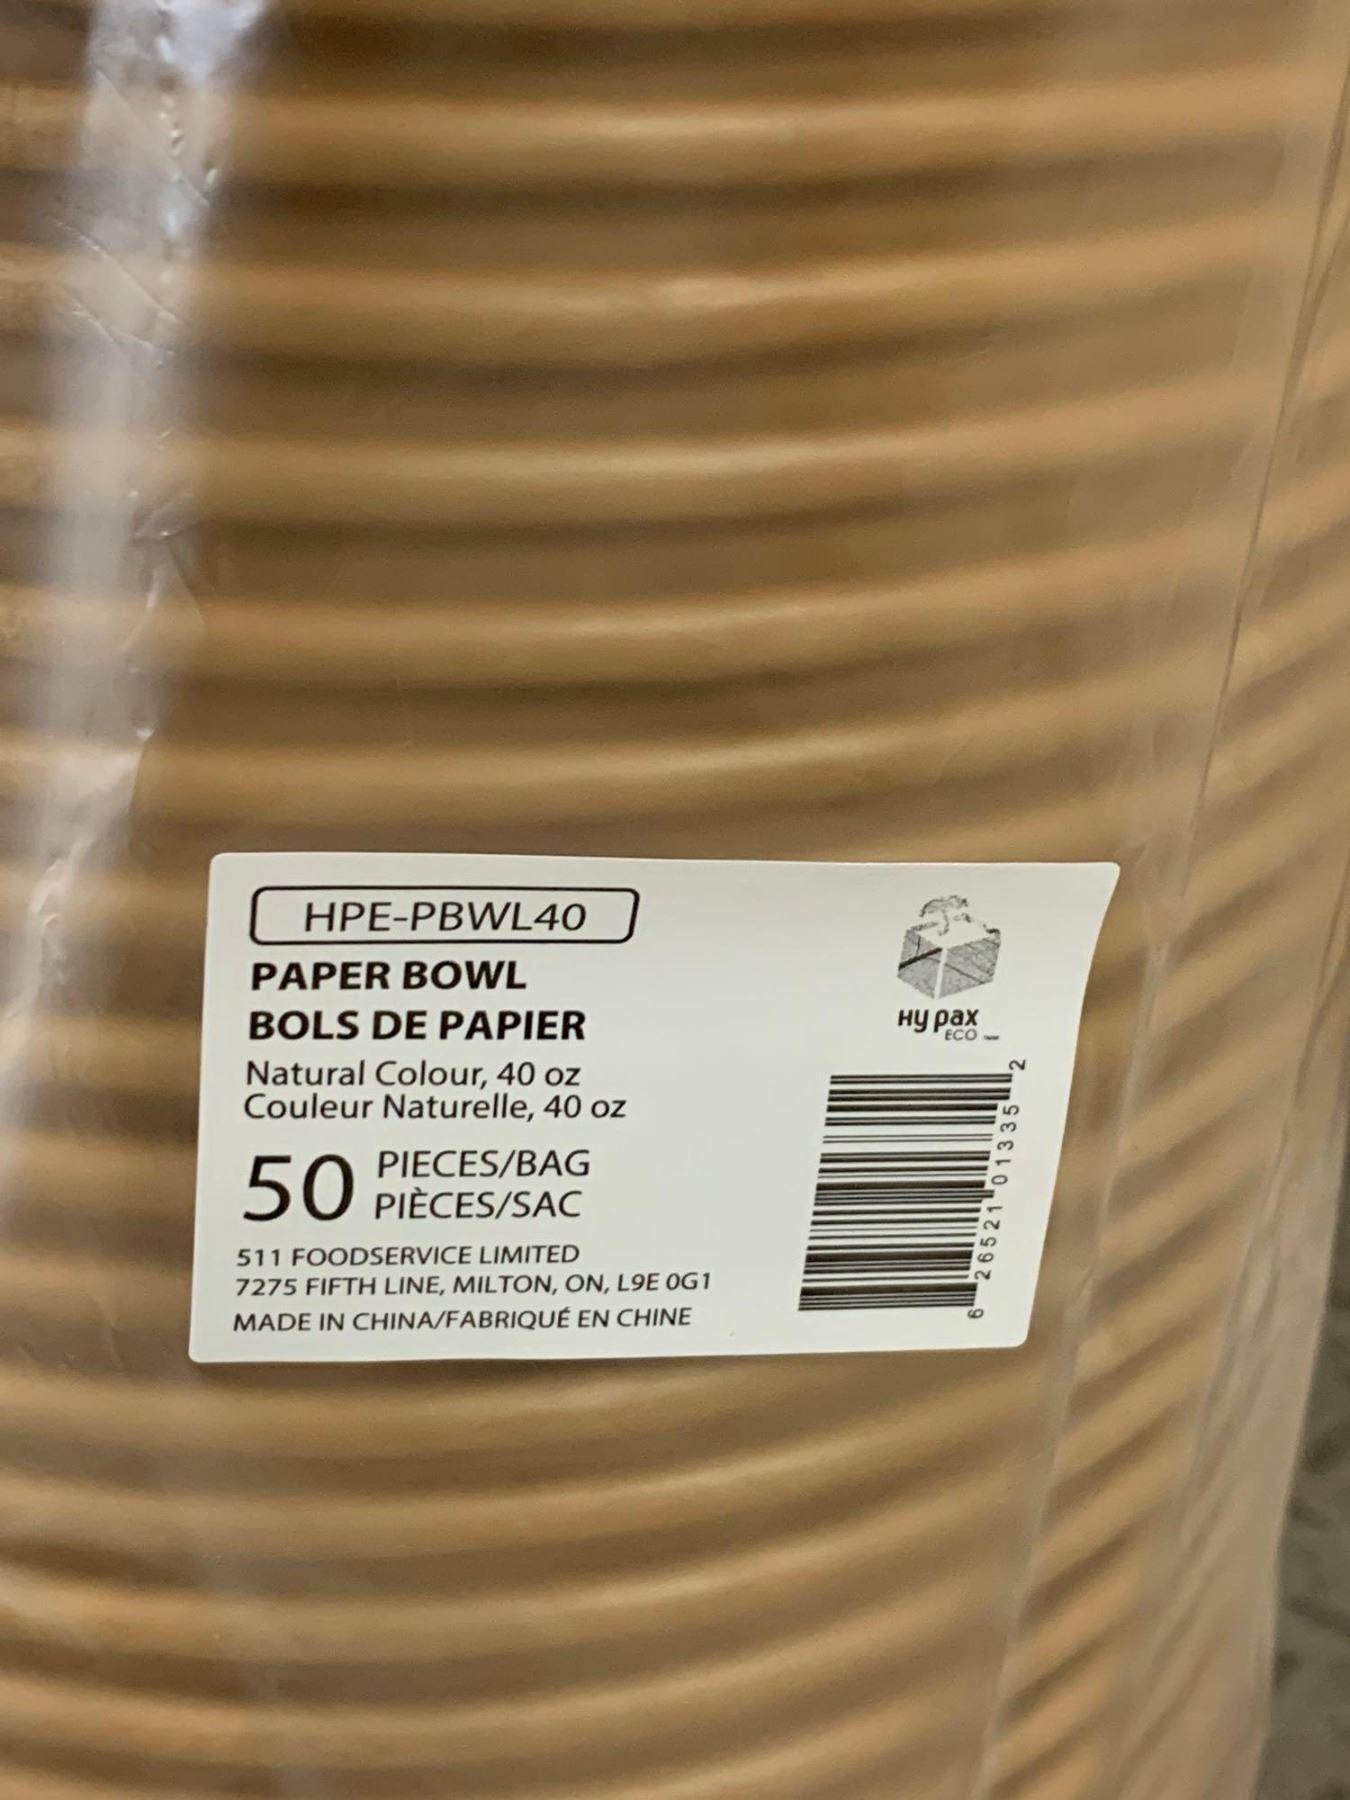 HPE-PBWL40
PAPER BOWL
BOLS DE PAPIER
Natural Colour, 40 oz
Couleur Naturelle, 40 oz
50 PIECES/BAG
PIÈCES/SAC
511 FOODSERVICE LIMITED
7275 FIFTH LINE, MILTON, ON, L9E 0G1
MADE IN CHINA/FABRIQUÉ EN CHINE
Hy pax
ECO
6 26521 01335 2